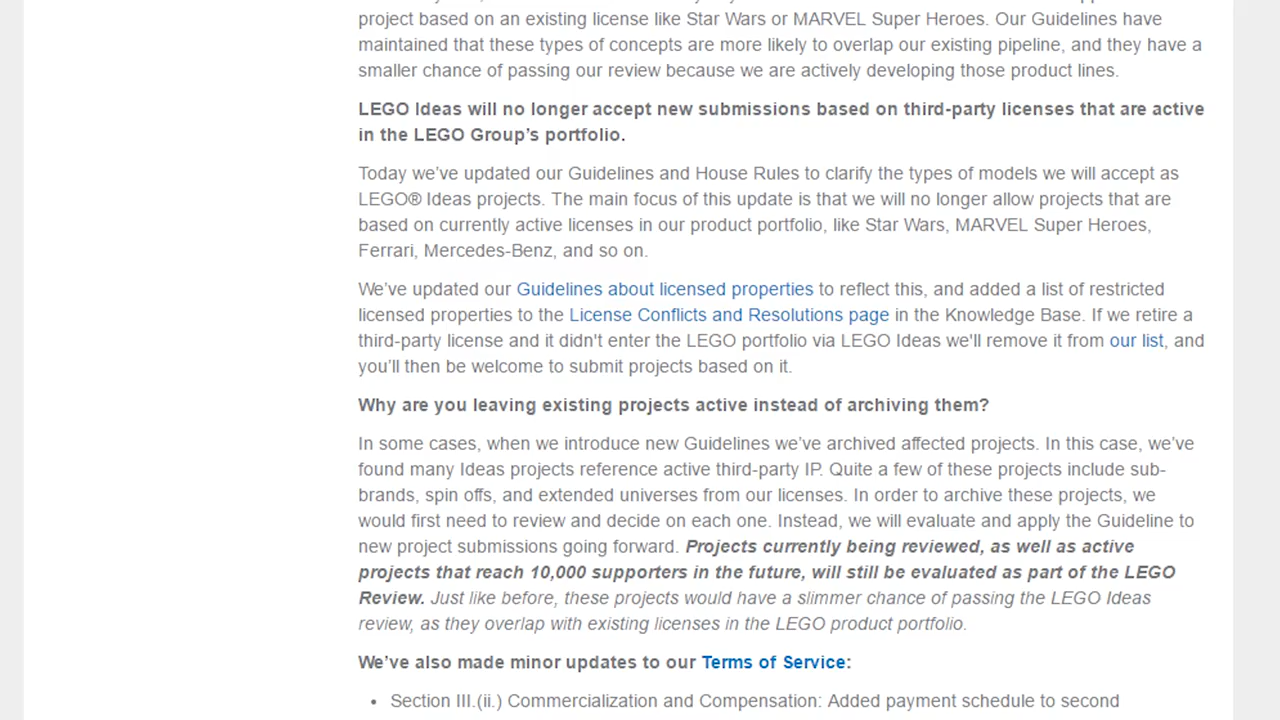 project based on an existing license like Star Wars or MARVEL Super Heroes. Our Guidelines have
maintained that these types of concepts are more likely to overlap our existing pipeline, and they have a
smaller chance of passing our review because we are actively developing those product lines.
LEGO Ideas will no longer accept new submissions based on third-party licenses that are active
in the LEGO Group’s portfolio.
Today we’ve updated our Guidelines and House Rules to clarify the types of models we will accept as
LEGO® Ideas projects. The main focus of this update is that we will no longer allow projects that are
based on currently active licenses in our product portfolio, like Star Wars, MARVEL Super Heroes,
Ferrari, Mercedes-Benz, and so on.
We’ve updated our Guidelines about licensed properties to reflect this, and added a list of restricted
licensed properties to the License Conflicts and Resolutions page in the Knowledge Base. If we retire a
third-party license and it didn't enter the LEGO portfolio via LEGO Ideas we'll remove it from our list, and
you’ll then be welcome to submit projects based on it.
Why are you leaving existing projects active instead of archiving them?
In some cases, when we introduce new Guidelines we’ve archived affected projects. In this case, we’ve
found many Ideas projects reference active third-party IP. Quite a few of these projects include sub-
brands, spin offs, and extended universes from our licenses. In order to archive these projects, we
would first need to review and decide on each one. Instead, we will evaluate and apply the Guideline to
new project submissions going forward. Projects currently being reviewed, as well as active
projects that reach 10,000 supporters in the future, will still be evaluated as part of the LEGO
Review. Just like before, these projects would have a slimmer chance of passing the LEGO Ideas
review, as they overlap with existing licenses in the LEGO product portfolio.
We’ve also made minor updates to our Terms of Service:
• Section III.(ii.) Commercialization and Compensation: Added payment schedule to second